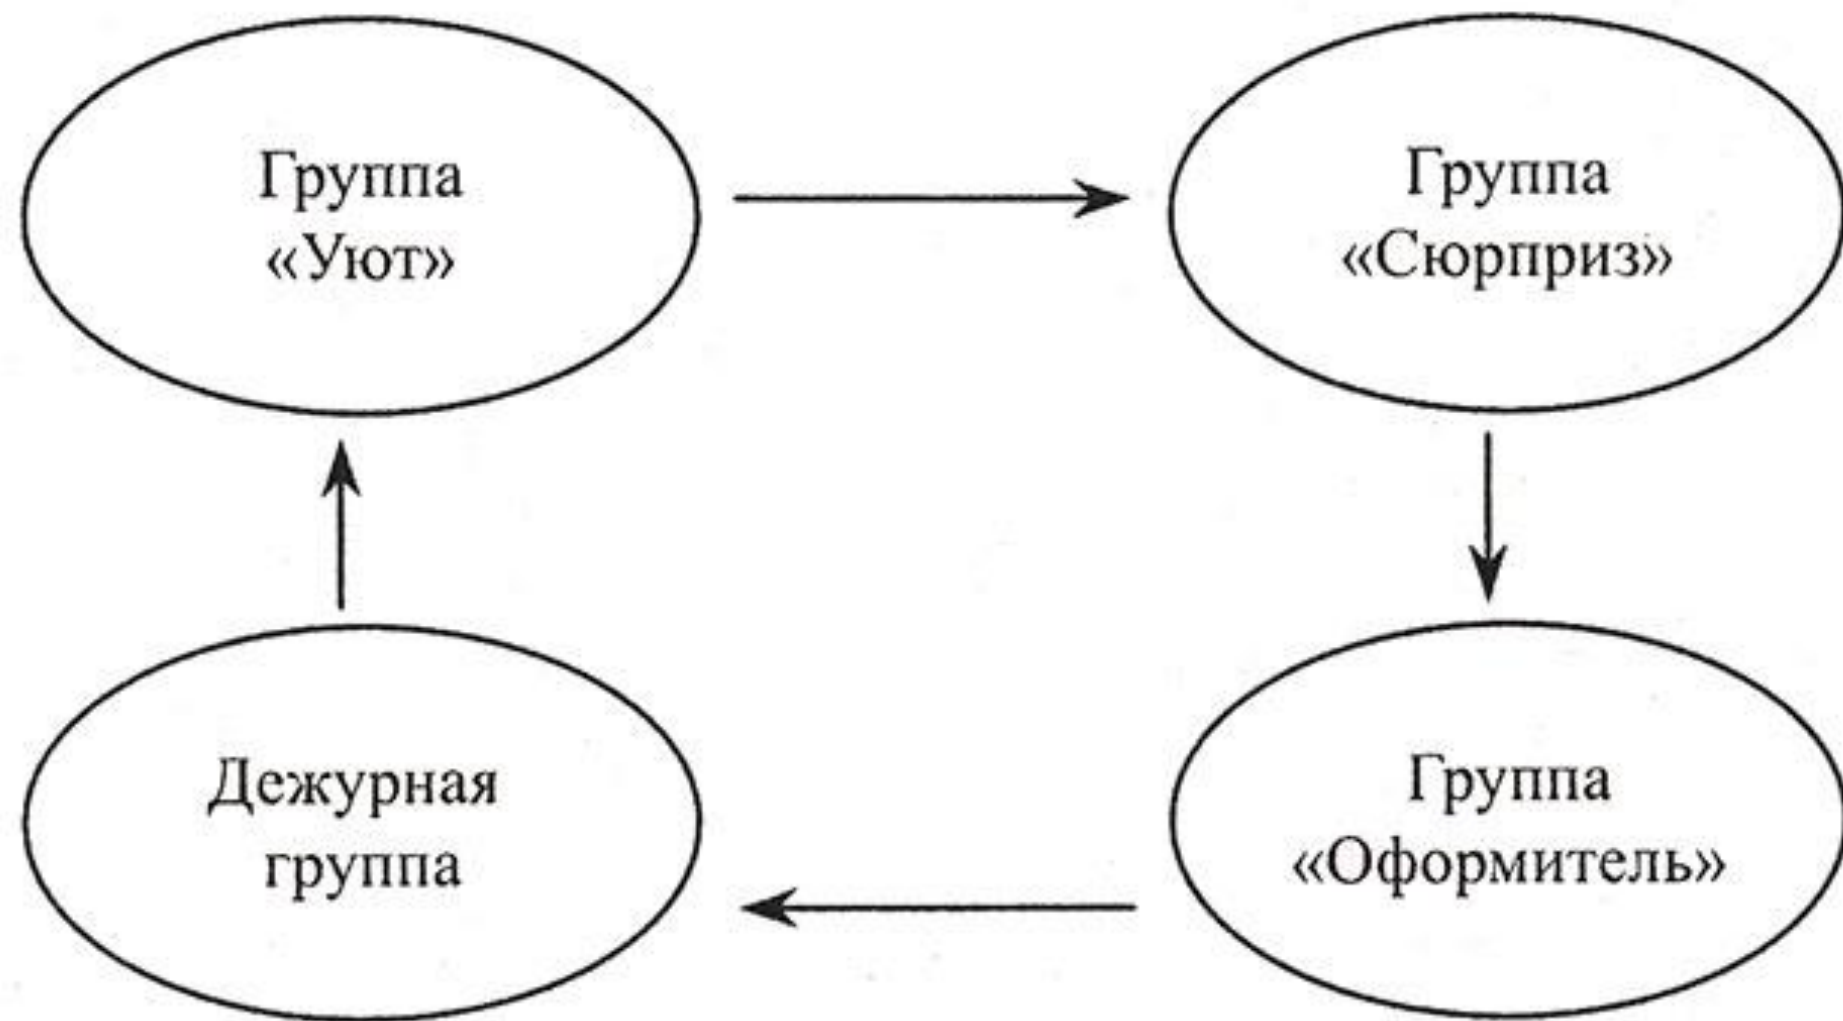 Группа
«Уют»
Группа
«Сюрприз»
Дежурная
группа
Группа
«Оформитель»